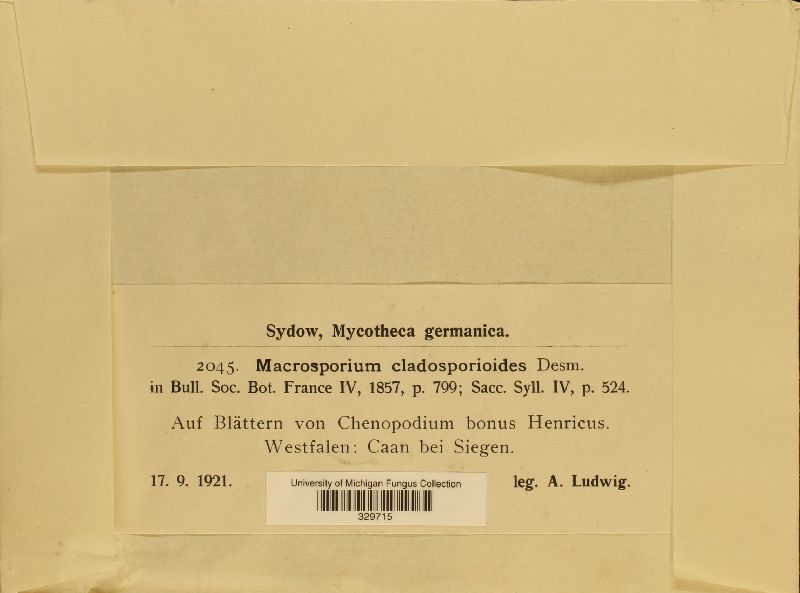 Sydow, Mycotheca germanica.
2045. Macrosporium cladosporioides Desm.
in Bull. Soc. Bot. France IV, 1857, p. 799; Sacc. Syll. IV, p. 524.
Auf Blättern von Chenopodium bonus Henricus.
Westfalen: Caan bei Siegen.
17. 9. 1921. leg. A. Ludwig.
University of Michigan Fungus Collection
329715